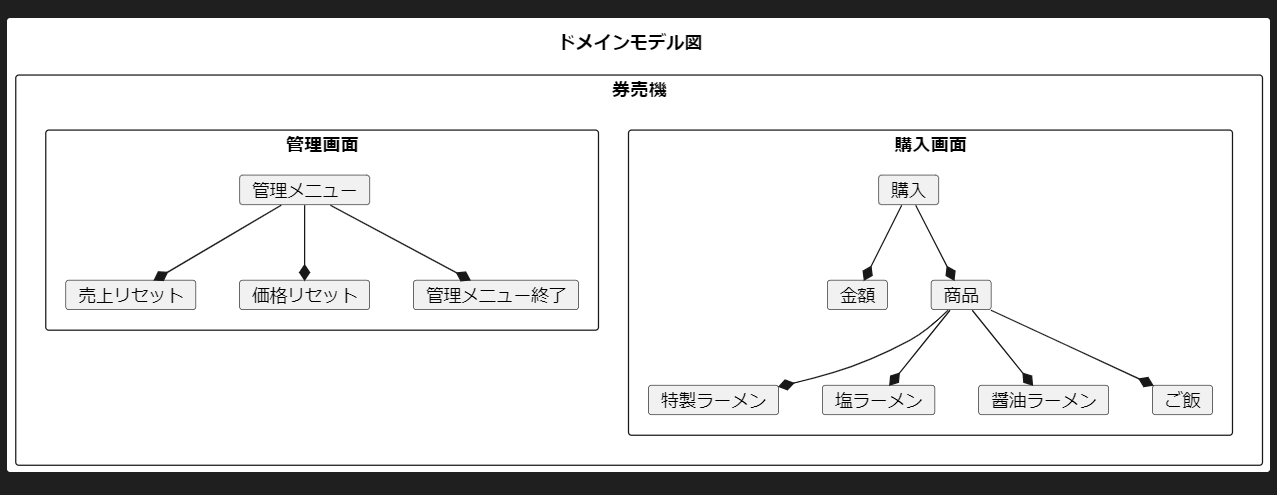 ドメインモデル図
券売機
管理画面
管理メニュー
売上リセット
価格リセット
管理メニュー終了
購入画面
購入
金額
商品
特製ラーメン
塩ラーメン
醤油ラーメン
ご飯